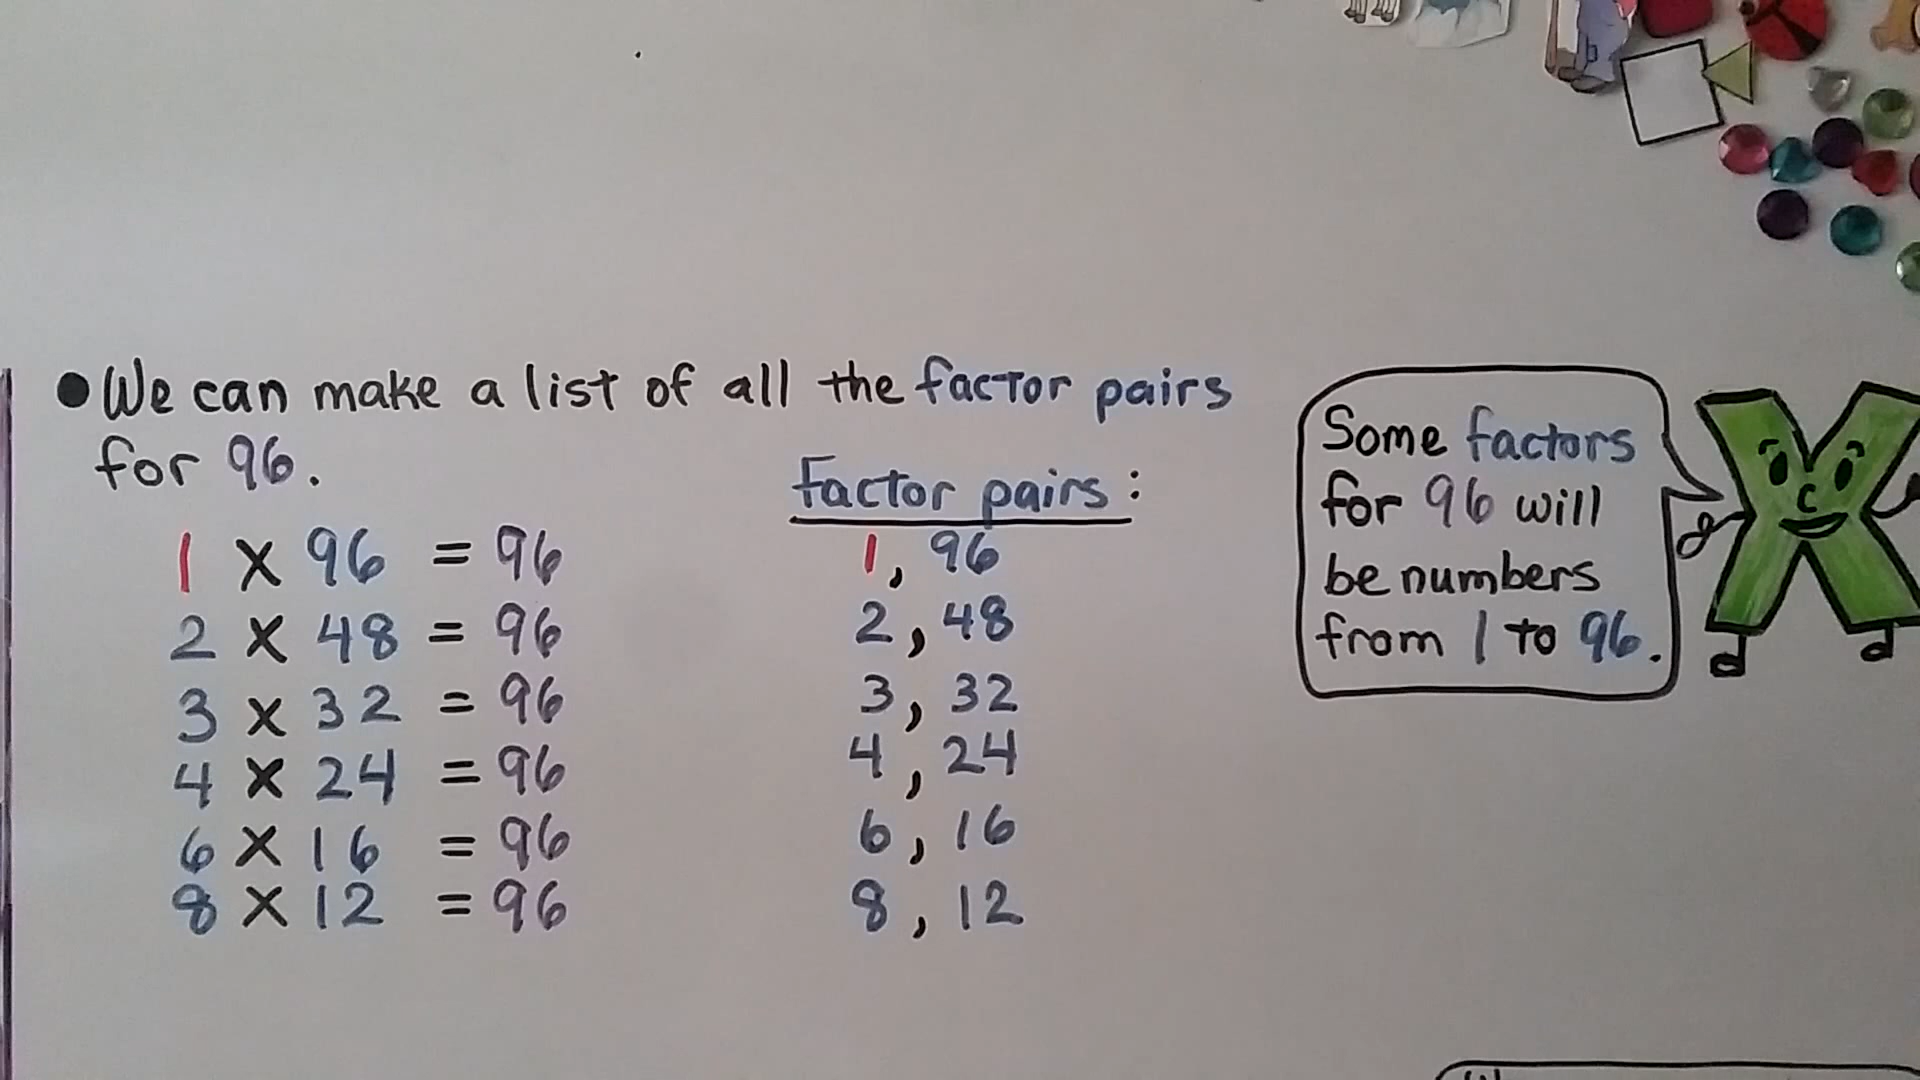 ● We can make a list of all the factor pairs
for 96.
Factor pairs:
1 × 96 = 96
2 × 48 = 96
3 × 32 = 96
4 × 24 = 96
6 × 16 = 96
8 × 12 = 96
1, 96
2, 48
3, 32
4, 24
6, 16
8, 12
Some factors
for 96 will
be numbers
from 1 to 96.